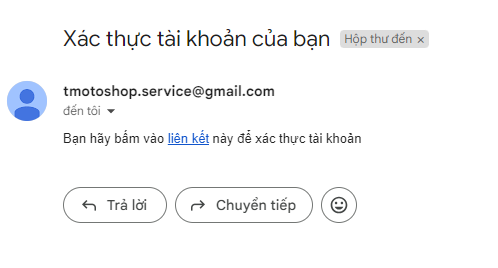 Xác thực tài khoản của bạn Hộp thư đến ×
tmotoshop.service@gmail.com
đến tôi
Bạn hãy bấm vào liên kết này để xác thực tài khoản
Trả lời Chuyển tiếp